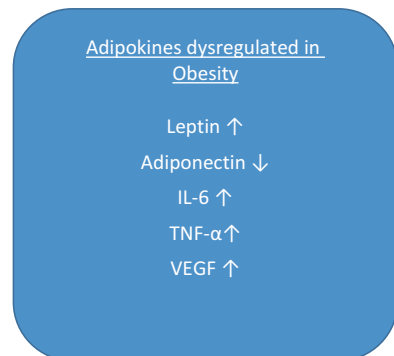 Adipokines dysregulated in
Obesity
Leptin ↑
Adiponectin ↓
IL-6 ↑
TNF-α↑
VEGF ↑